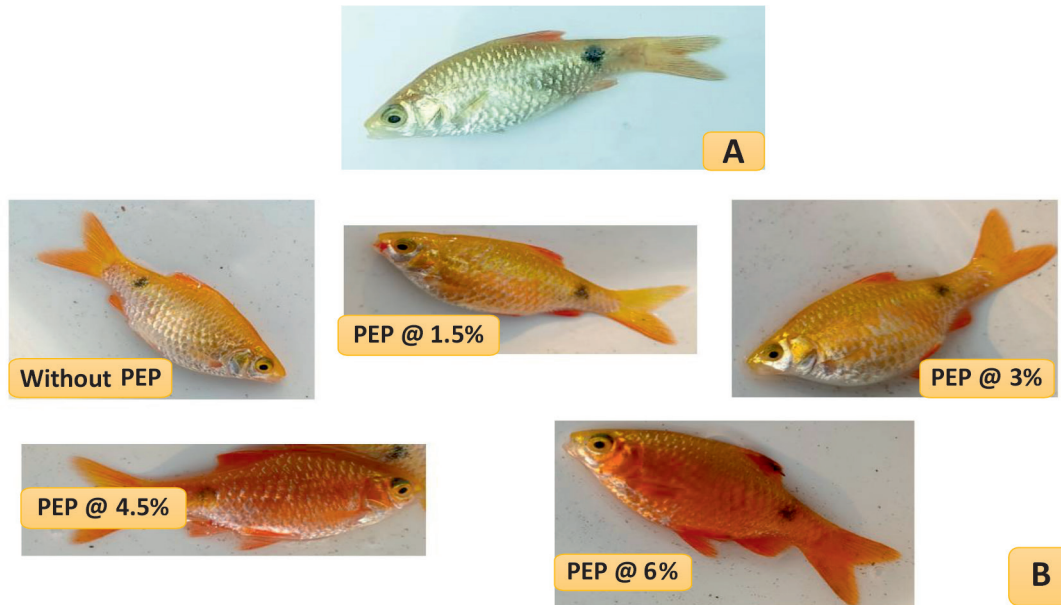 A
Without PEP
PEP @ 1.5%
PEP @ 3%
PEP @ 4.5%
PEP @ 6%
B